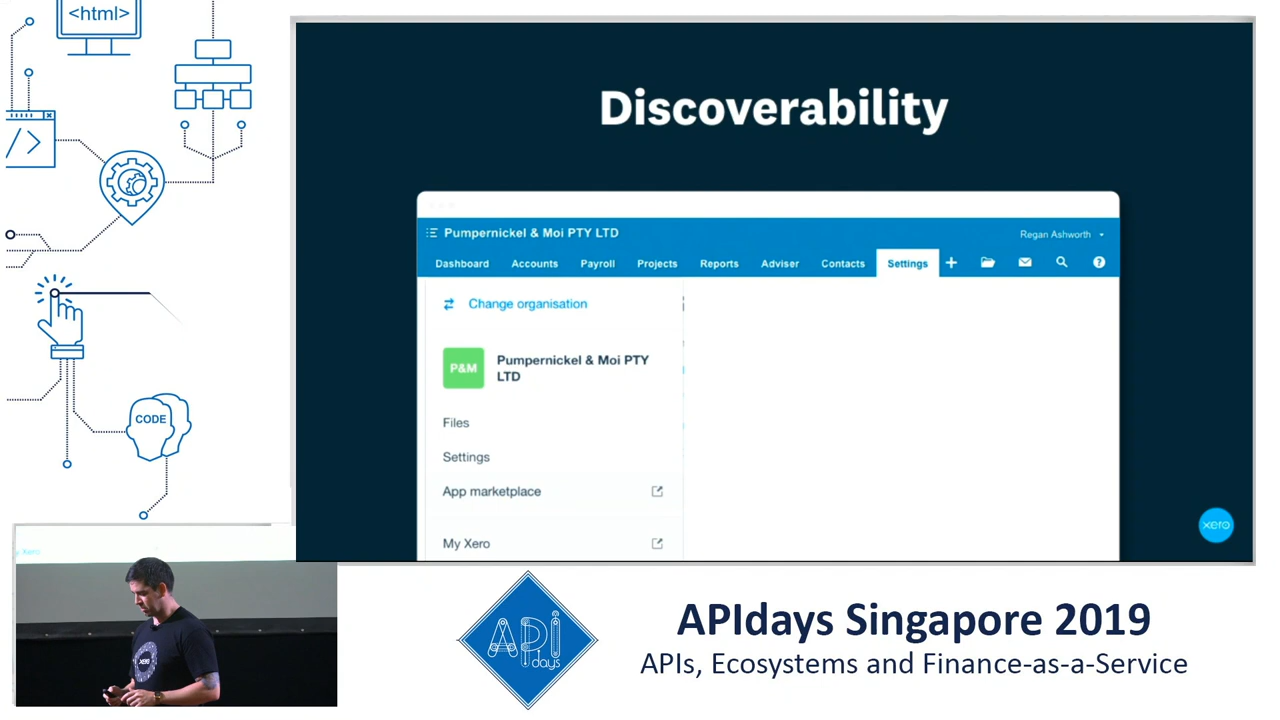 <html>
</>
CODE
Discoverability
Pumpernickel & Moi PTY LTD
Regan Ashworth
Dashboard Accounts Payroll Projects Reports Adviser Contacts Settings + ?
Change organisation
P&M
Pumpernickel & Moi PTY
LTD
Files
Settings
App marketplace
My Xero
xero
xero
API
days
APIdays Singapore 2019
APIs, Ecosystems and Finance-as-a-Service